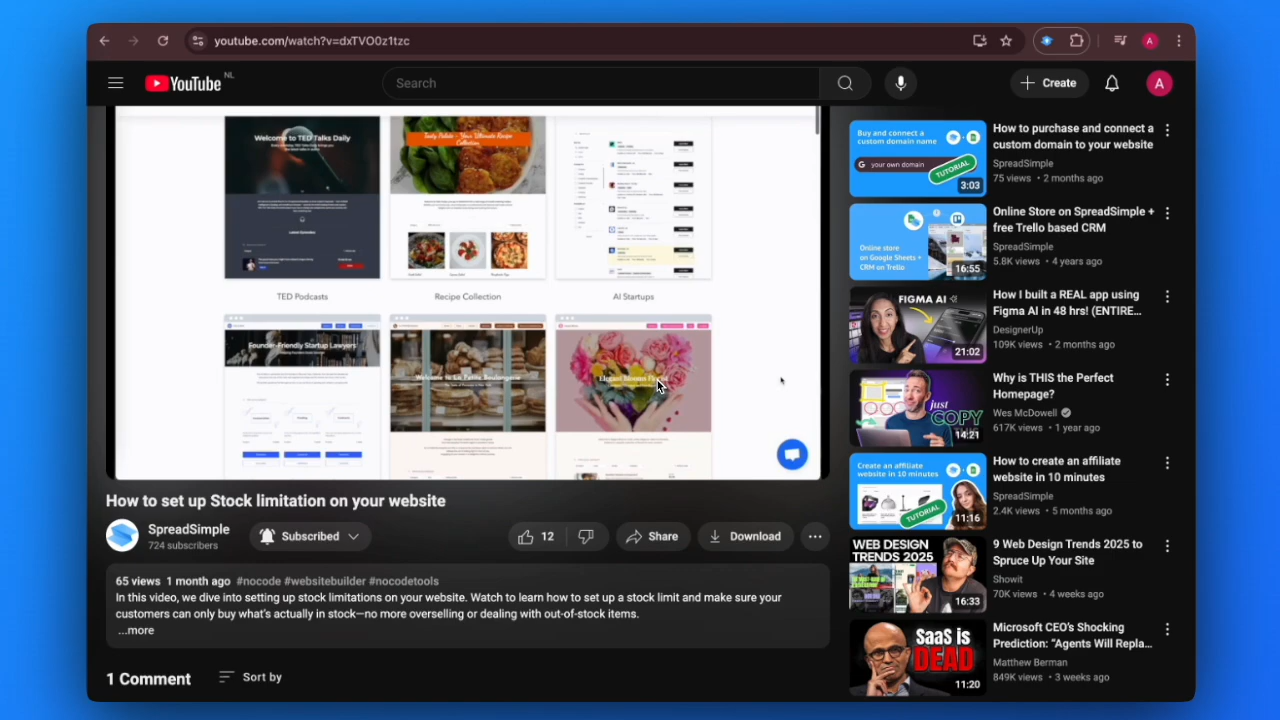 youtube.com/watch?v=dxTVO0z1tzc
A
YouTube NL
Search
Create
A
Welcome to TED Talks Daily
Tasty Palette - Your Ultimate Recipe
Collection
TED Podcasts
Recipe Collection
AI Startups
Founder-Friendly Startup Lawyers
Welcome to La Petite Boulangerie
How to set up Stock limitation on your website
SpreadSimple
724 subscribers
Subscribed
12
Share
Download
65 views 1 month ago #nocode #websitebuilder #nocodetools
In this video, we dive into setting up stock limitations on your website. Watch to learn how to set up a stock limit and make sure your
customers can only buy what's actually in stock—no more overselling or dealing with out-of-stock items.
...more
1 Comment
Sort by
Buy and connect a
custom domain name
G your own domain
TUTORIAL
3:03
How to purchase and connect a
custom domain to your website
SpreadSimple
75 views • 2 months ago
Online store
on Google Sheets +
CRM on Trello
16:55
Online Store on SpreadSimple +
free Trello based CRM
SpreadSimple
5.8K views • 4 years ago
FIGMA AI
21:02
How I built a REAL app using
Figma AI in 48 hrs! (ENTIRE...
DesignerUp
109K views • 2 months ago
just
COPY
THIS
14:21
Why is THIS the Perfect
Homepage?
Wes McDowell
617K views • 1 year ago
Create an affiliate
website in 10 minutes
TUTORIAL
11:16
How to create an affiliate
website in 10 minutes
SpreadSimple
2.4K views • 5 months ago
WEB DESIGN
TRENDS 2025
16:33
9 Web Design Trends 2025 to
Spruce Up Your Site
Showit
70K views • 4 weeks ago
SaaS is
DEAD
11:20
Microsoft CEO's Shocking
Prediction: "Agents Will Repla...
Matthew Berman
849K views • 3 weeks ago